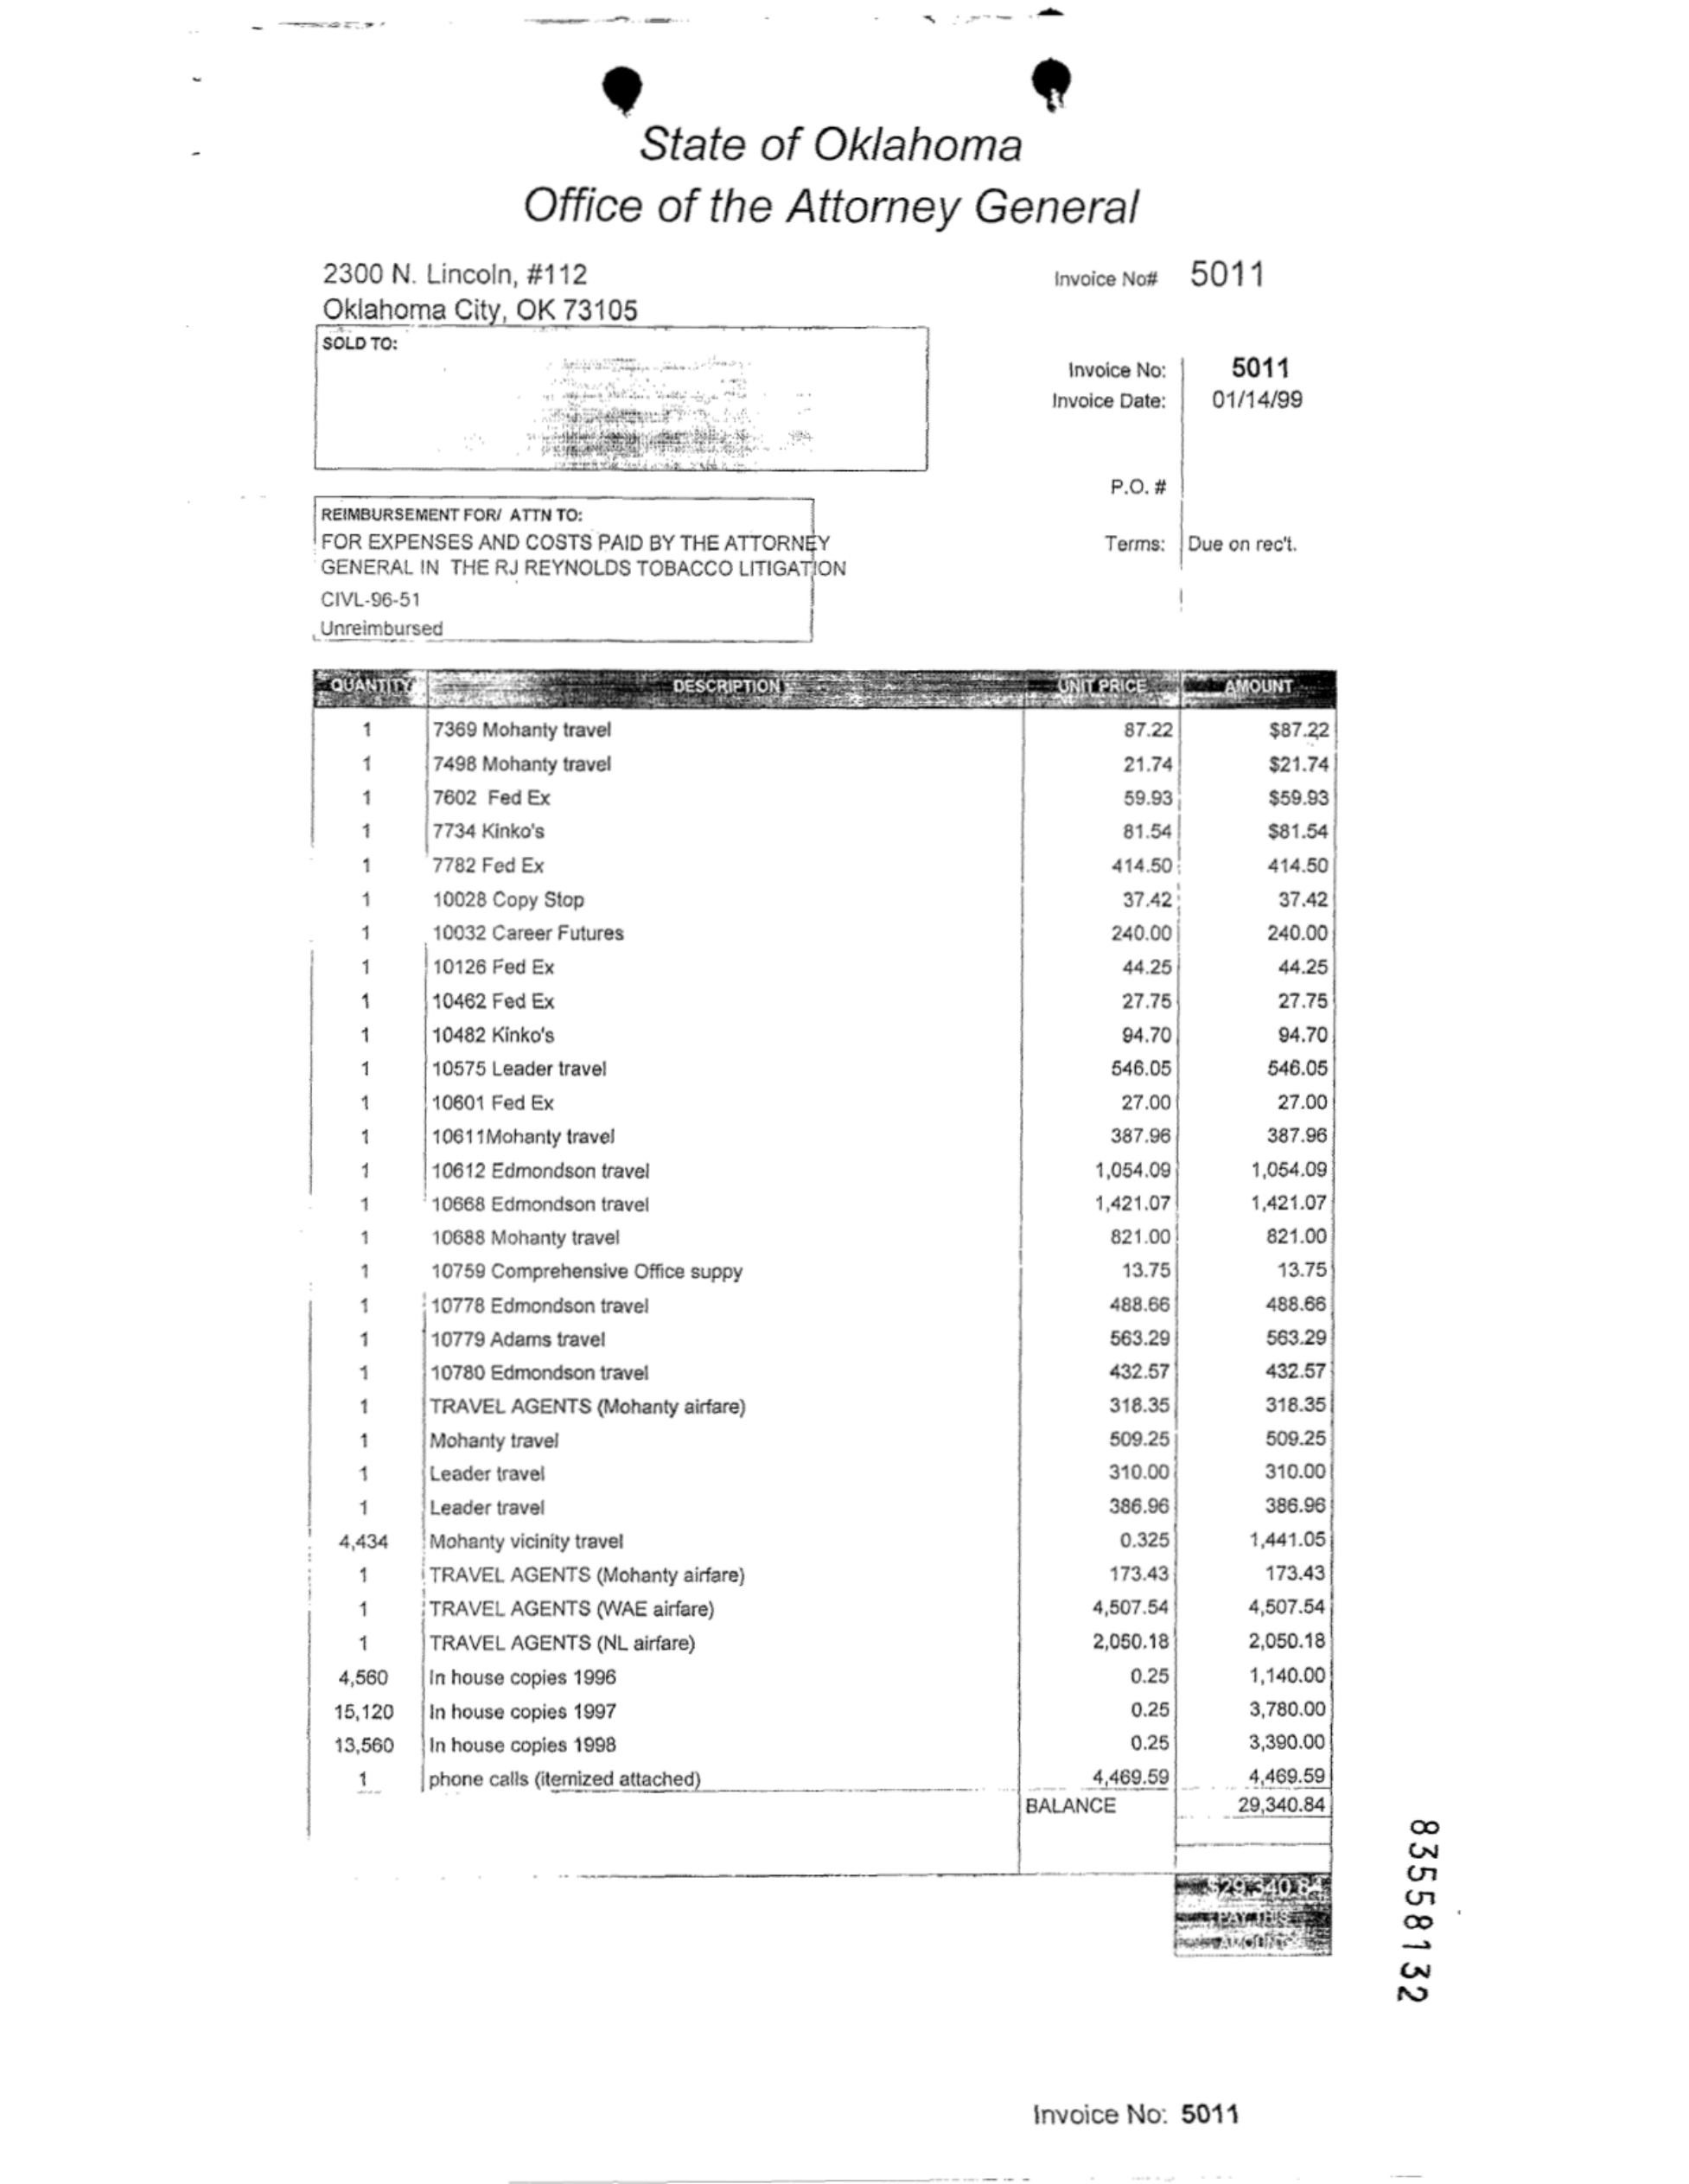 State of Oklahoma
Office of the Attorney General
2300 N. Lincoln, #112
Oklahoma City, OK 73105
Invoice No# 5011
SOLD TO:
Invoice No: 5011
Invoice Date: 01/14/99
P.O. #
REIMBURSEMENT FOR/ ATTN TO:
FOR EXPENSES AND COSTS PAID BY THE ATTORNEY
GENERAL IN THE RJ REYNOLDS TOBACCO LITIGATION
CIVL-96-51
Unreimbursed
Terms: Due on rec't.
QUANTITY DESCRIPTION UNIT PRICE AMOUNT
1 7369 Mohanty travel 87.22 $87.22
1 7498 Mohanty travel 21.74 $21.74
1 7602 Fed Ex 59.93 $59.93
1 7734 Kinko's 81.54 $81.54
1 7782 Fed Ex 414.50 414.50
1 10028 Copy Stop 37.42 37.42
1 10032 Career Futures 240.00 240.00
1 10126 Fed Ex 44.25 44.25
1 10462 Fed Ex 27.75 27.75
1 10482 Kinko's 94.70 94.70
1 10575 Leader travel 546.05 546.05
1 10601 Fed Ex 27.00 27.00
1 10611Mohanty travel 387.96 387.96
1 10612 Edmondson travel 1,054.09 1,054.09
1 10668 Edmondson travel 1,421.07 1,421.07
1 10688 Mohanty travel 821.00 821.00
1 10759 Comprehensive Office suppy 13.75 13.75
1 10778 Edmondson travel 488.66 488.66
1 10779 Adams travel 563.29 563.29
1 10780 Edmondson travel 432.57 432.57
1 TRAVEL AGENTS (Mohanty airfare) 318.35 318.35
1 Mohanty travel 509.25 509.25
1 Leader travel 310.00 310.00
1 Leader travel 386.96 386.96
4,434 Mohanty vicinity travel 0.325 1,441.05
1 TRAVEL AGENTS (Mohanty airfare) 173.43 173.43
1 TRAVEL AGENTS (WAE airfare) 4,507.54 4,507.54
1 TRAVEL AGENTS (NL airfare) 2,050.18 2,050.18
4,560 In house copies 1996 0.25 1,140.00
15,120 In house copies 1997 0.25 3,780.00
13,560 In house copies 1998 0.25 3,390.00
1 phone calls (itemized attached) 4,469.59 4,469.59
BALANCE 29,340.84
$29,340.84
PAY THIS
AMOUNT
83558132
Invoice No: 5011